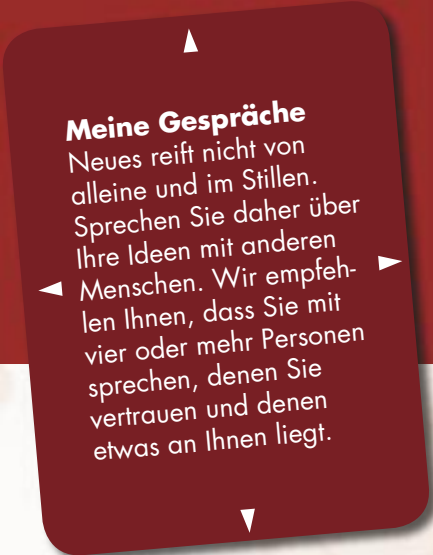 Meine Gespräche
Neues reift nicht von
alleine und im Stillen.
Sprechen Sie daher über
Ihre Ideen mit anderen
Menschen. Wir empfeh-
len Ihnen, dass Sie mit
vier oder mehr Personen
sprechen, denen Sie
vertrauen und denen
etwas an Ihnen liegt.